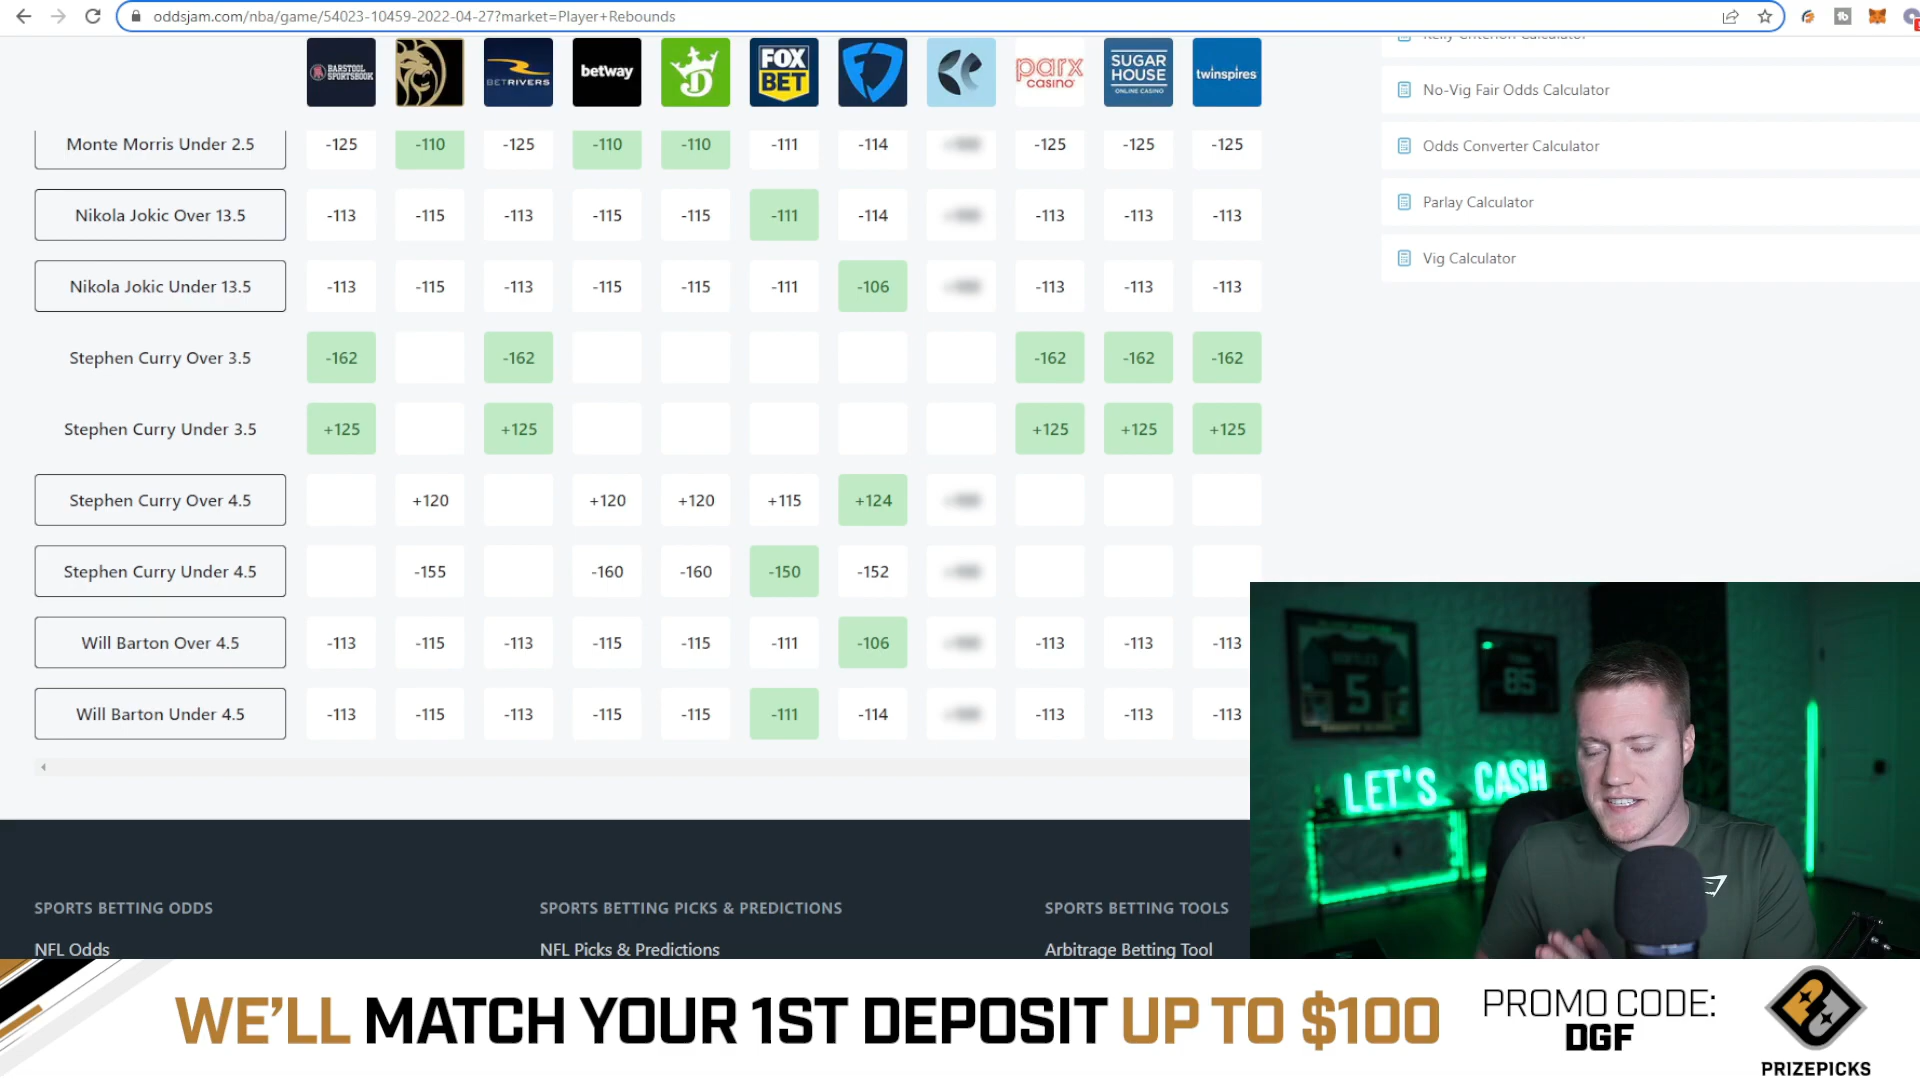 oddsjam.com/nba/game/54023-10459-2022-04-27?market=Player+Rebounds
BARSTOOL SPORTSBOOK
BETRIVERS
betway
FOX BET
parx casino
SUGAR HOUSE ONLINE CASINO
twinspires
Monte Morris Under 2.5 -125 -110 -125 -110 -110 -111 -114 -125 -125 -125
Nikola Jokic Over 13.5 -113 -115 -113 -115 -115 -111 -114 -113 -113 -113
Nikola Jokic Under 13.5 -113 -115 -113 -115 -115 -111 -106 -113 -113 -113
Stephen Curry Over 3.5 -162 -162 -162 -162 -162
Stephen Curry Under 3.5 +125 +125 +125 +125 +125
Stephen Curry Over 4.5 +120 +120 +120 +115 +124
Stephen Curry Under 4.5 -155 -160 -160 -150 -152
Will Barton Over 4.5 -113 -115 -113 -115 -115 -111 -106 -113 -113 -113
Will Barton Under 4.5 -113 -115 -113 -115 -115 -111 -114 -113 -113 -113
Kelly Criterion Calculator
No-Vig Fair Odds Calculator
Odds Converter Calculator
Parlay Calculator
Vig Calculator
5
85
LET'S CASH
SPORTS BETTING ODDS
NFL Odds
SPORTS BETTING PICKS & PREDICTIONS
NFL Picks & Predictions
SPORTS BETTING TOOLS
Arbitrage Betting Tool
WE'LL MATCH YOUR 1ST DEPOSIT UP TO $100
PROMO CODE:
DGF
PRIZEPICKS